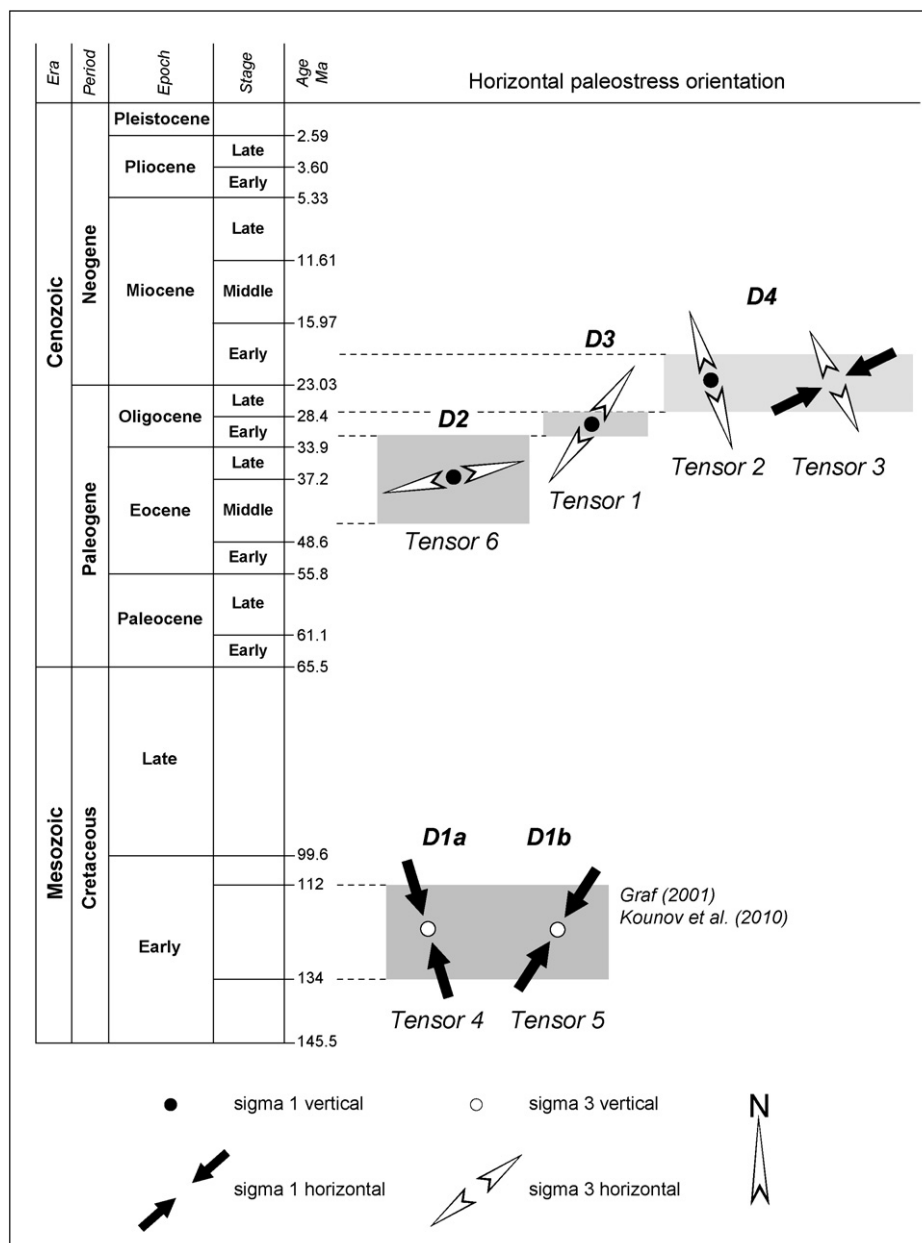 Era
Period
Epoch
Stage
Age
Ma
Horizontal paleostress orientation
Pleistocene
2.59
Late
Pliocene
3.60
Early
5.33
Late
11.61
Cenozoic
Neogene
Miocene
Middle
D4
15.97
D3
Early
23.03
Late
Oligocene
28.4
D2
Early
33.9
Late
Tensor 2
Tensor 3
37.2
Tensor 1
Paleogene
Eocene
Middle
Tensor 6
48.6
Early
55.8
Late
Paleocene
61.1
Early
65.5
Late
D1a
D1b
99.6
Mesozoic
Cretaceous
112
Graf (2001)
Kounov et al. (2010)
Early
134
Tensor 4
Tensor 5
145.5
sigma 1 vertical
sigma 3 vertical
N
sigma 1 horizontal
sigma 3 horizontal